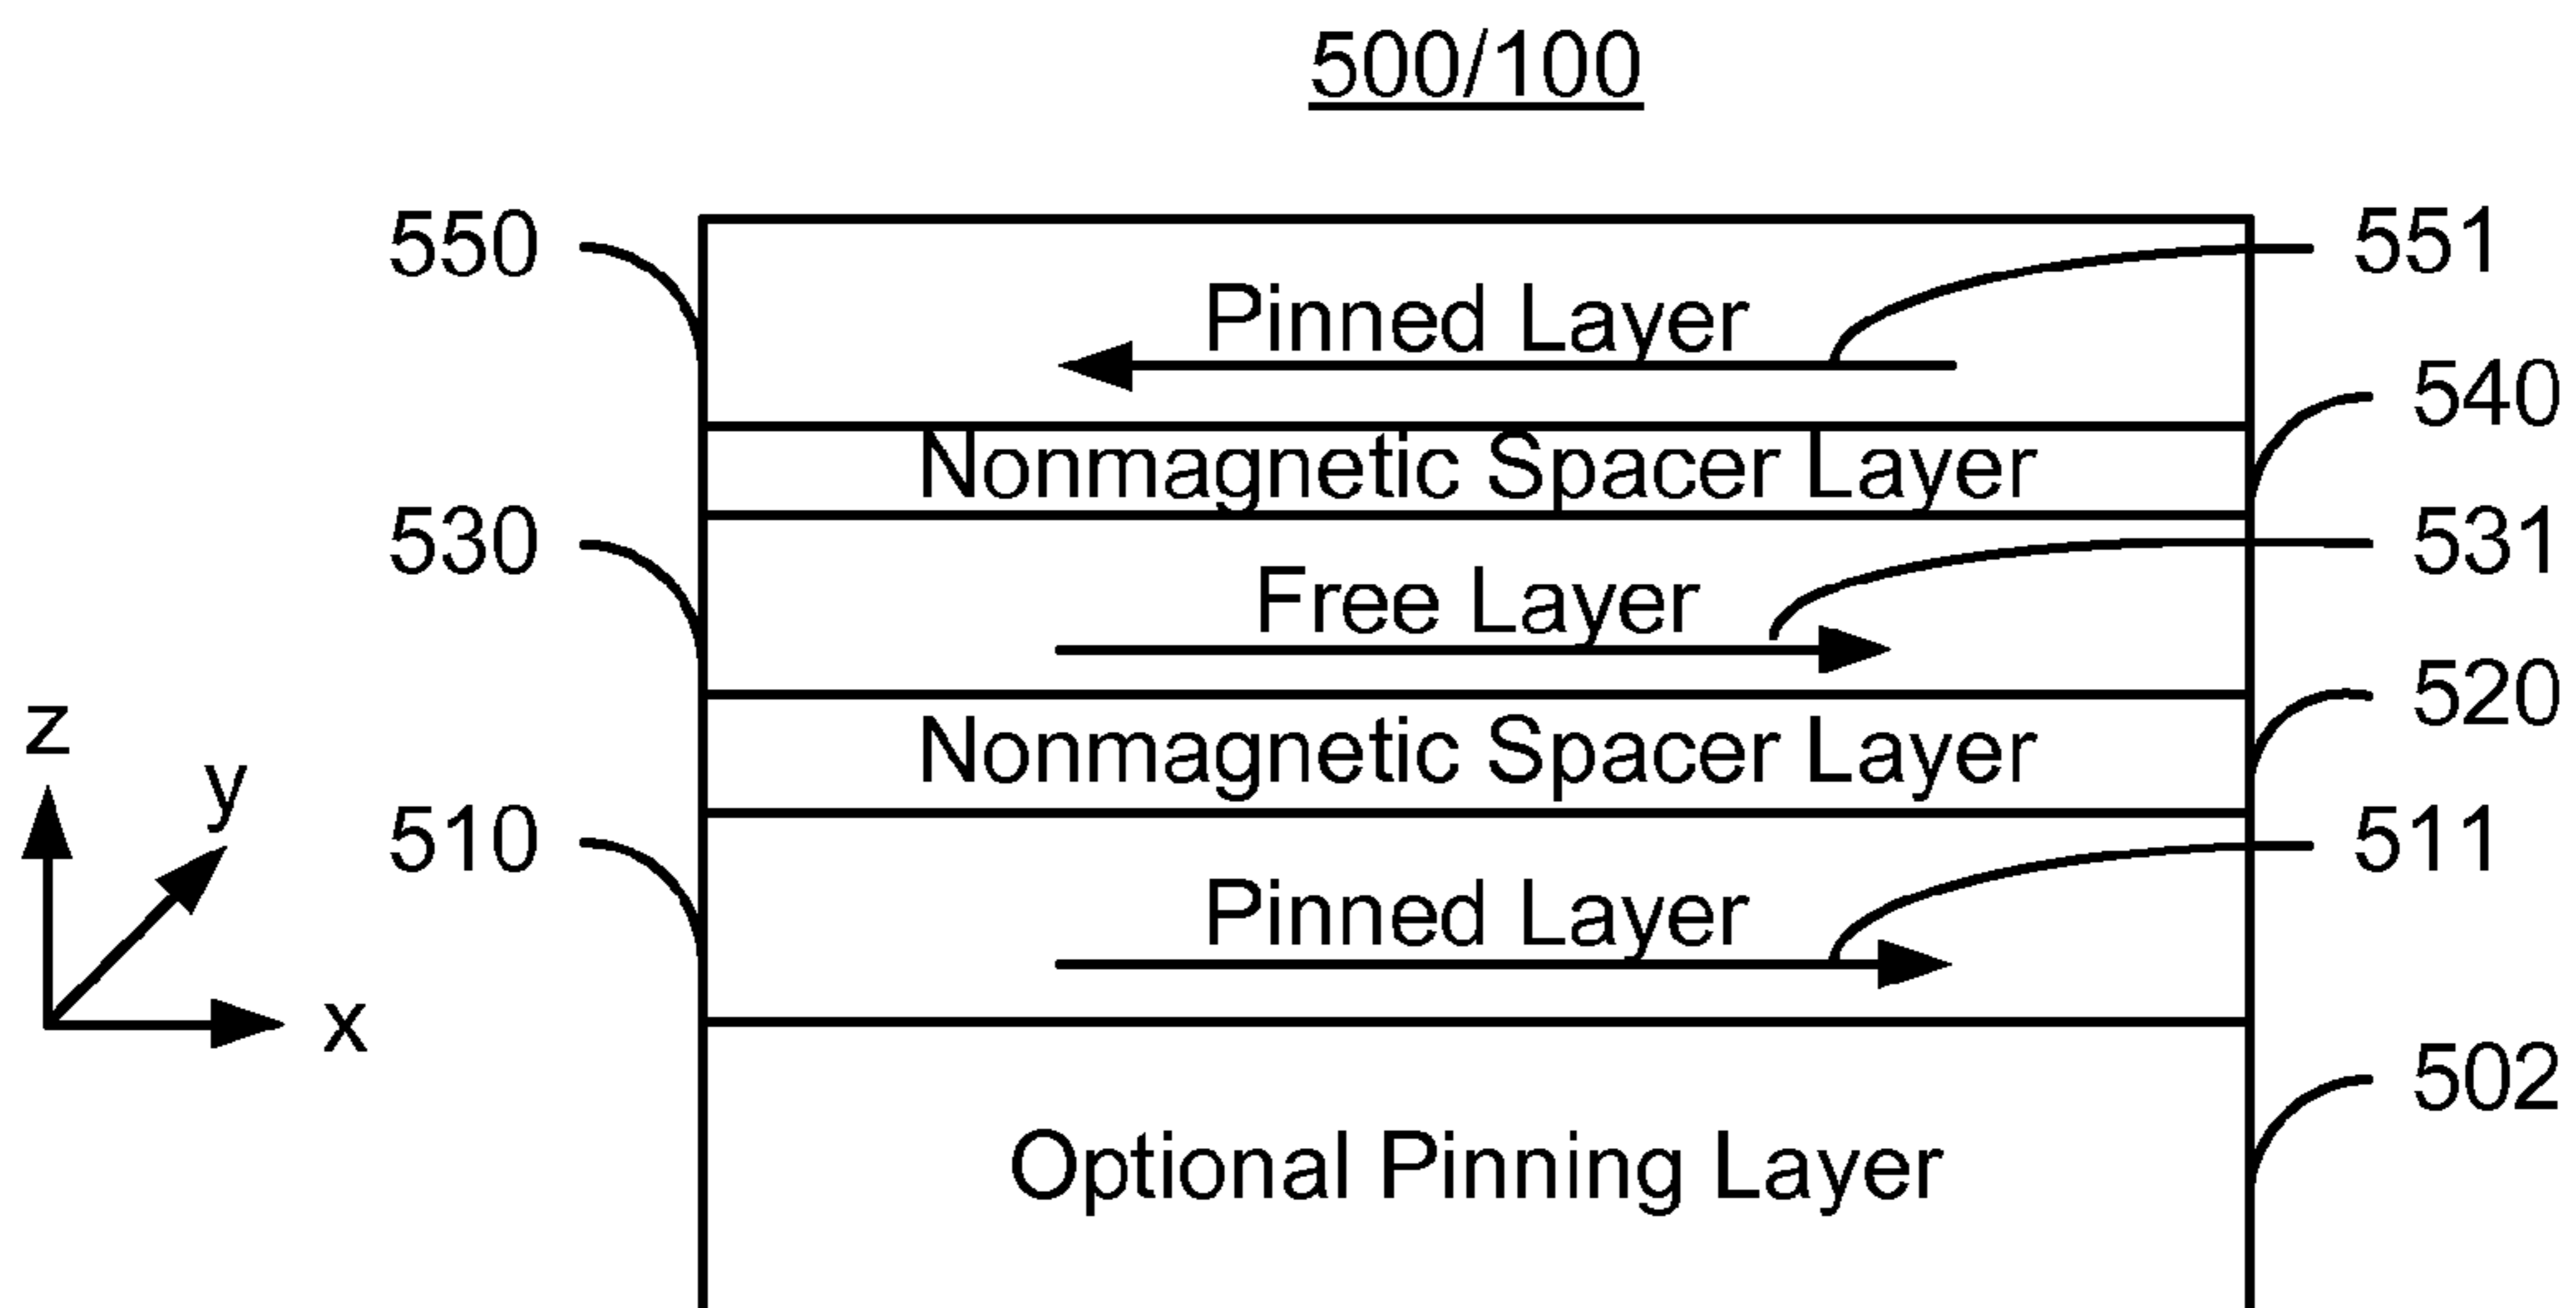 500/100
550
Pinned Layer
551
540
Nonmagnetic Spacer Layer
530
Free Layer
531
520
Nonmagnetic Spacer Layer
510
Pinned Layer
511
z
y
x
502
Optional Pinning Layer